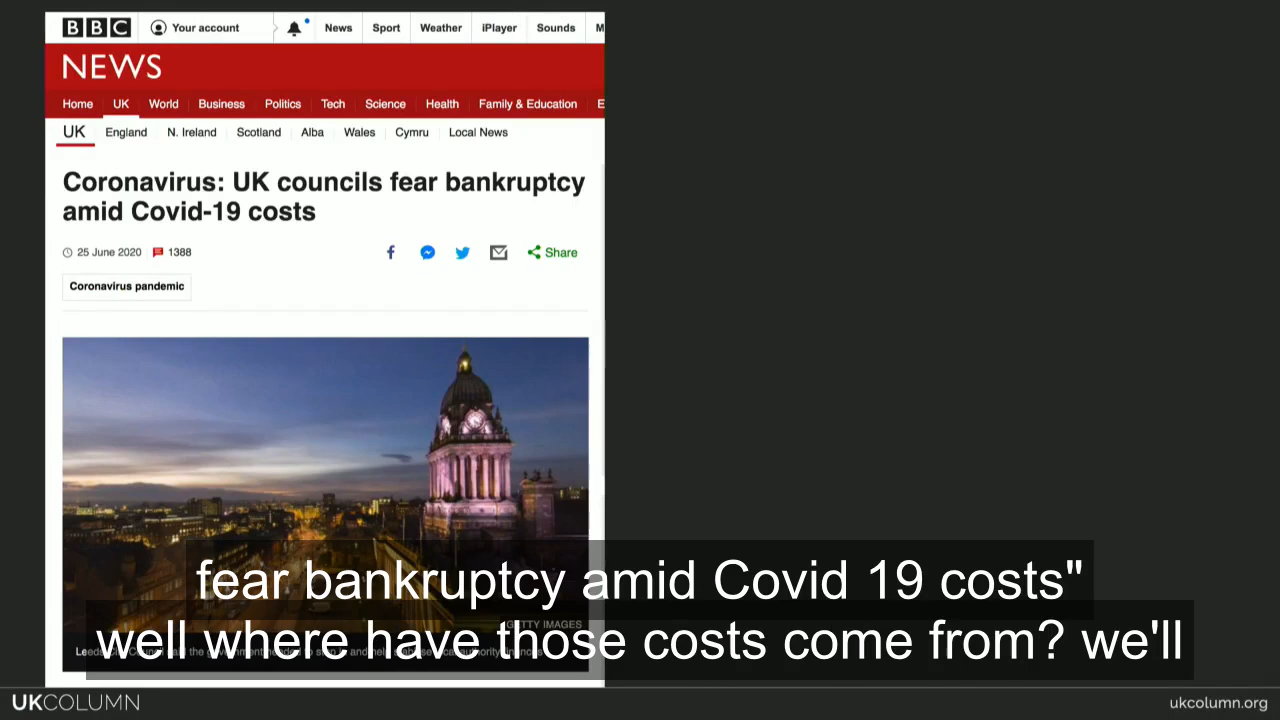 BBC Your account News Sport Weather iPlayer Sounds M
NEWS
Home UK World Business Politics Tech Science Health Family & Education E
UK England N. Ireland Scotland Alba Wales Cymru Local News
Coronavirus: UK councils fear bankruptcy
amid Covid-19 costs
25 June 2020 1388 Share
Coronavirus pandemic
fear bankruptcy amid Covid 19 costs"
GETTY IMAGES
well where have those costs come from? we'll
UKCOLUMN ukcolumn.org